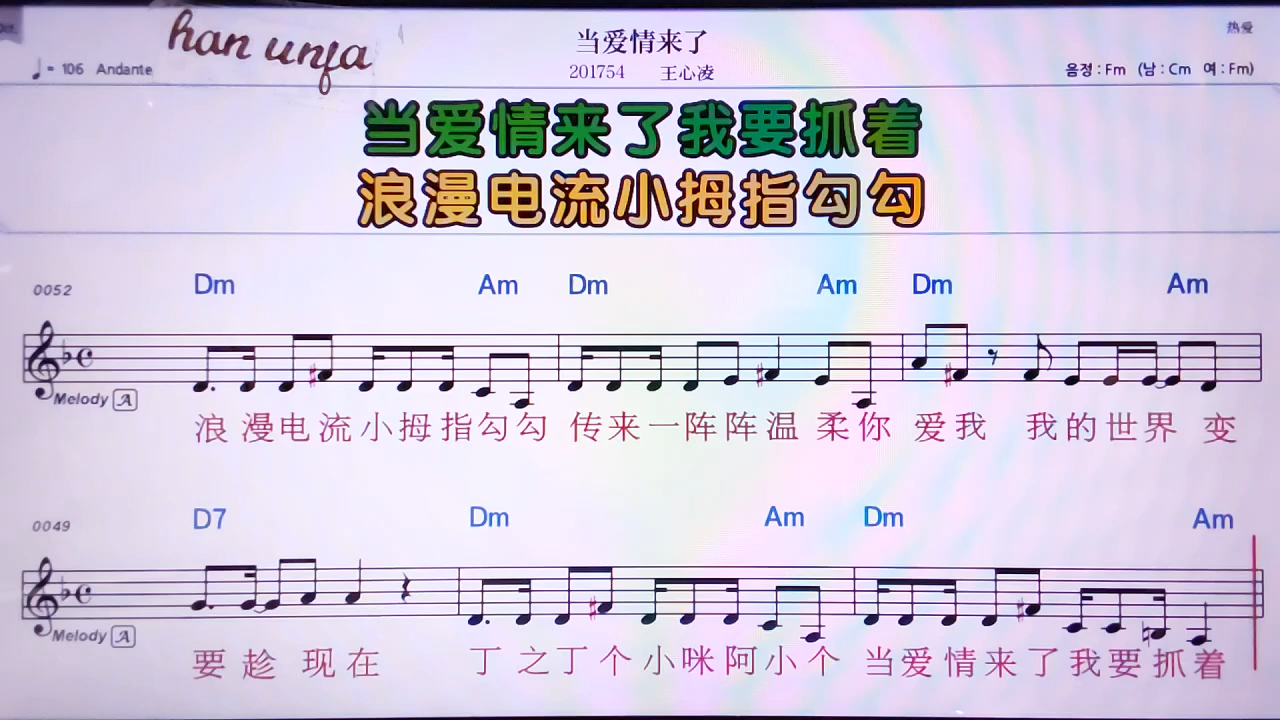 han unja
当爱情来了
热爱
♩= 106 Andante
201754 王心凌
음정 : Fm (남 : Cm 여 : Fm)
当爱情来了我要抓着
浪漫电流小拇指勾勾
0052 Dm Am Dm Am Dm Am
Melody A
浪漫电流小拇指勾勾 传来一阵阵温柔你 爱我 我的世界 变
0049 D7 Dm Am Dm Am
Melody A
要趁现在 丁之丁个小咪阿小个 当爱情来了我要抓着